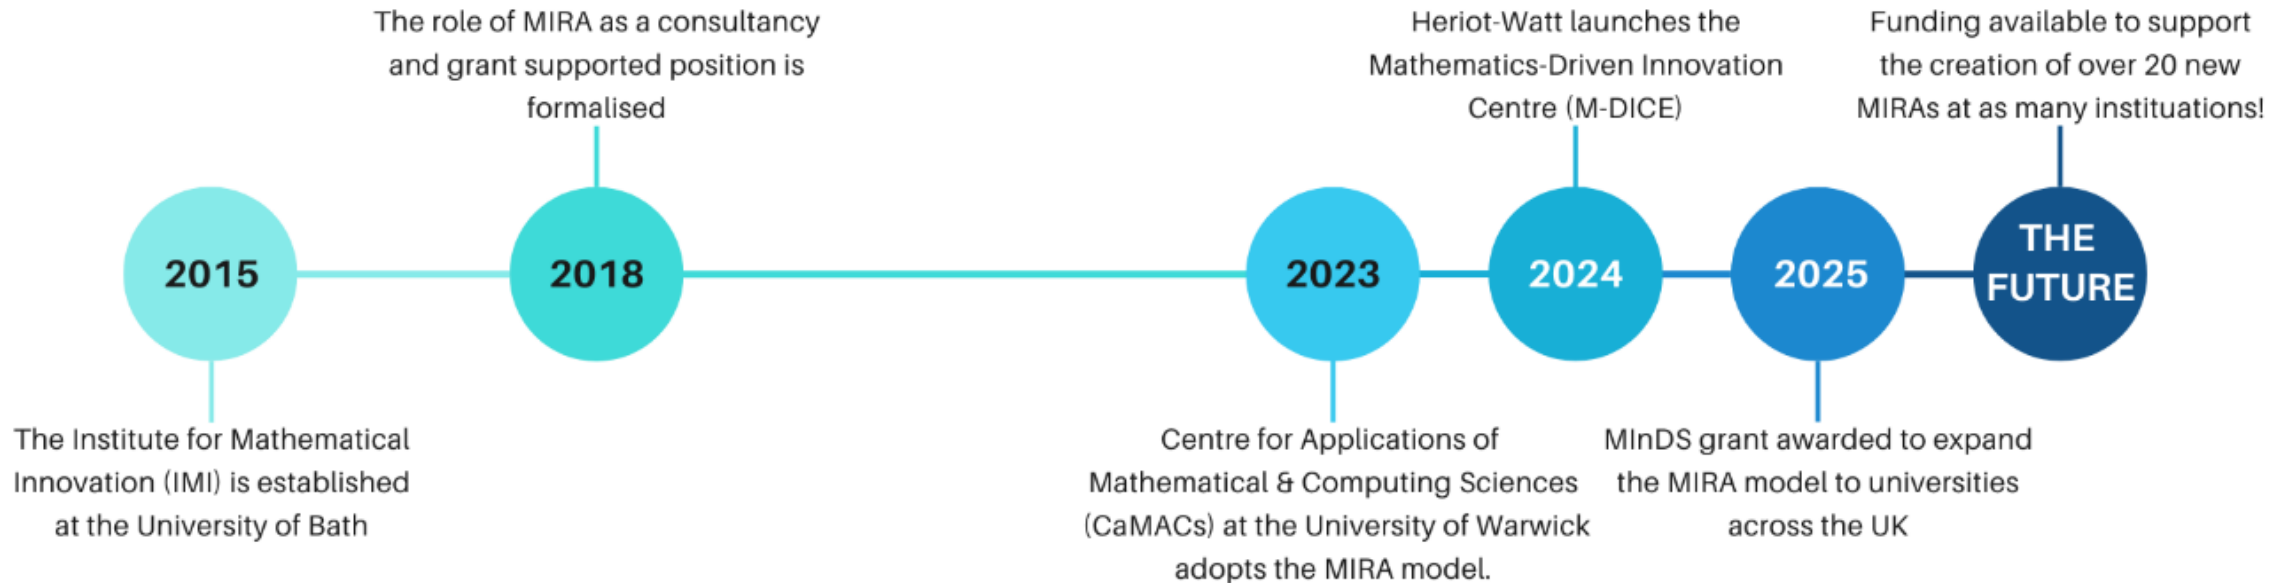 The role of MIRA as a consultancy
and grant supported position is
formalised
Heriot-Watt launches the
Mathematics-Driven Innovation
Centre (M-DICE)
Funding available to support
the creation of over 20 new
MIRAs at as many instituations!
2015
2018
2023
2024
2025
THE
FUTURE
The Institute for Mathematical
Innovation (IMI) is established
at the University of Bath
Centre for Applications of
Mathematical & Computing Sciences
(CaMACs) at the University of Warwick
adopts the MIRA model.
MInDS grant awarded to expand
the MIRA model to universities
across the UK